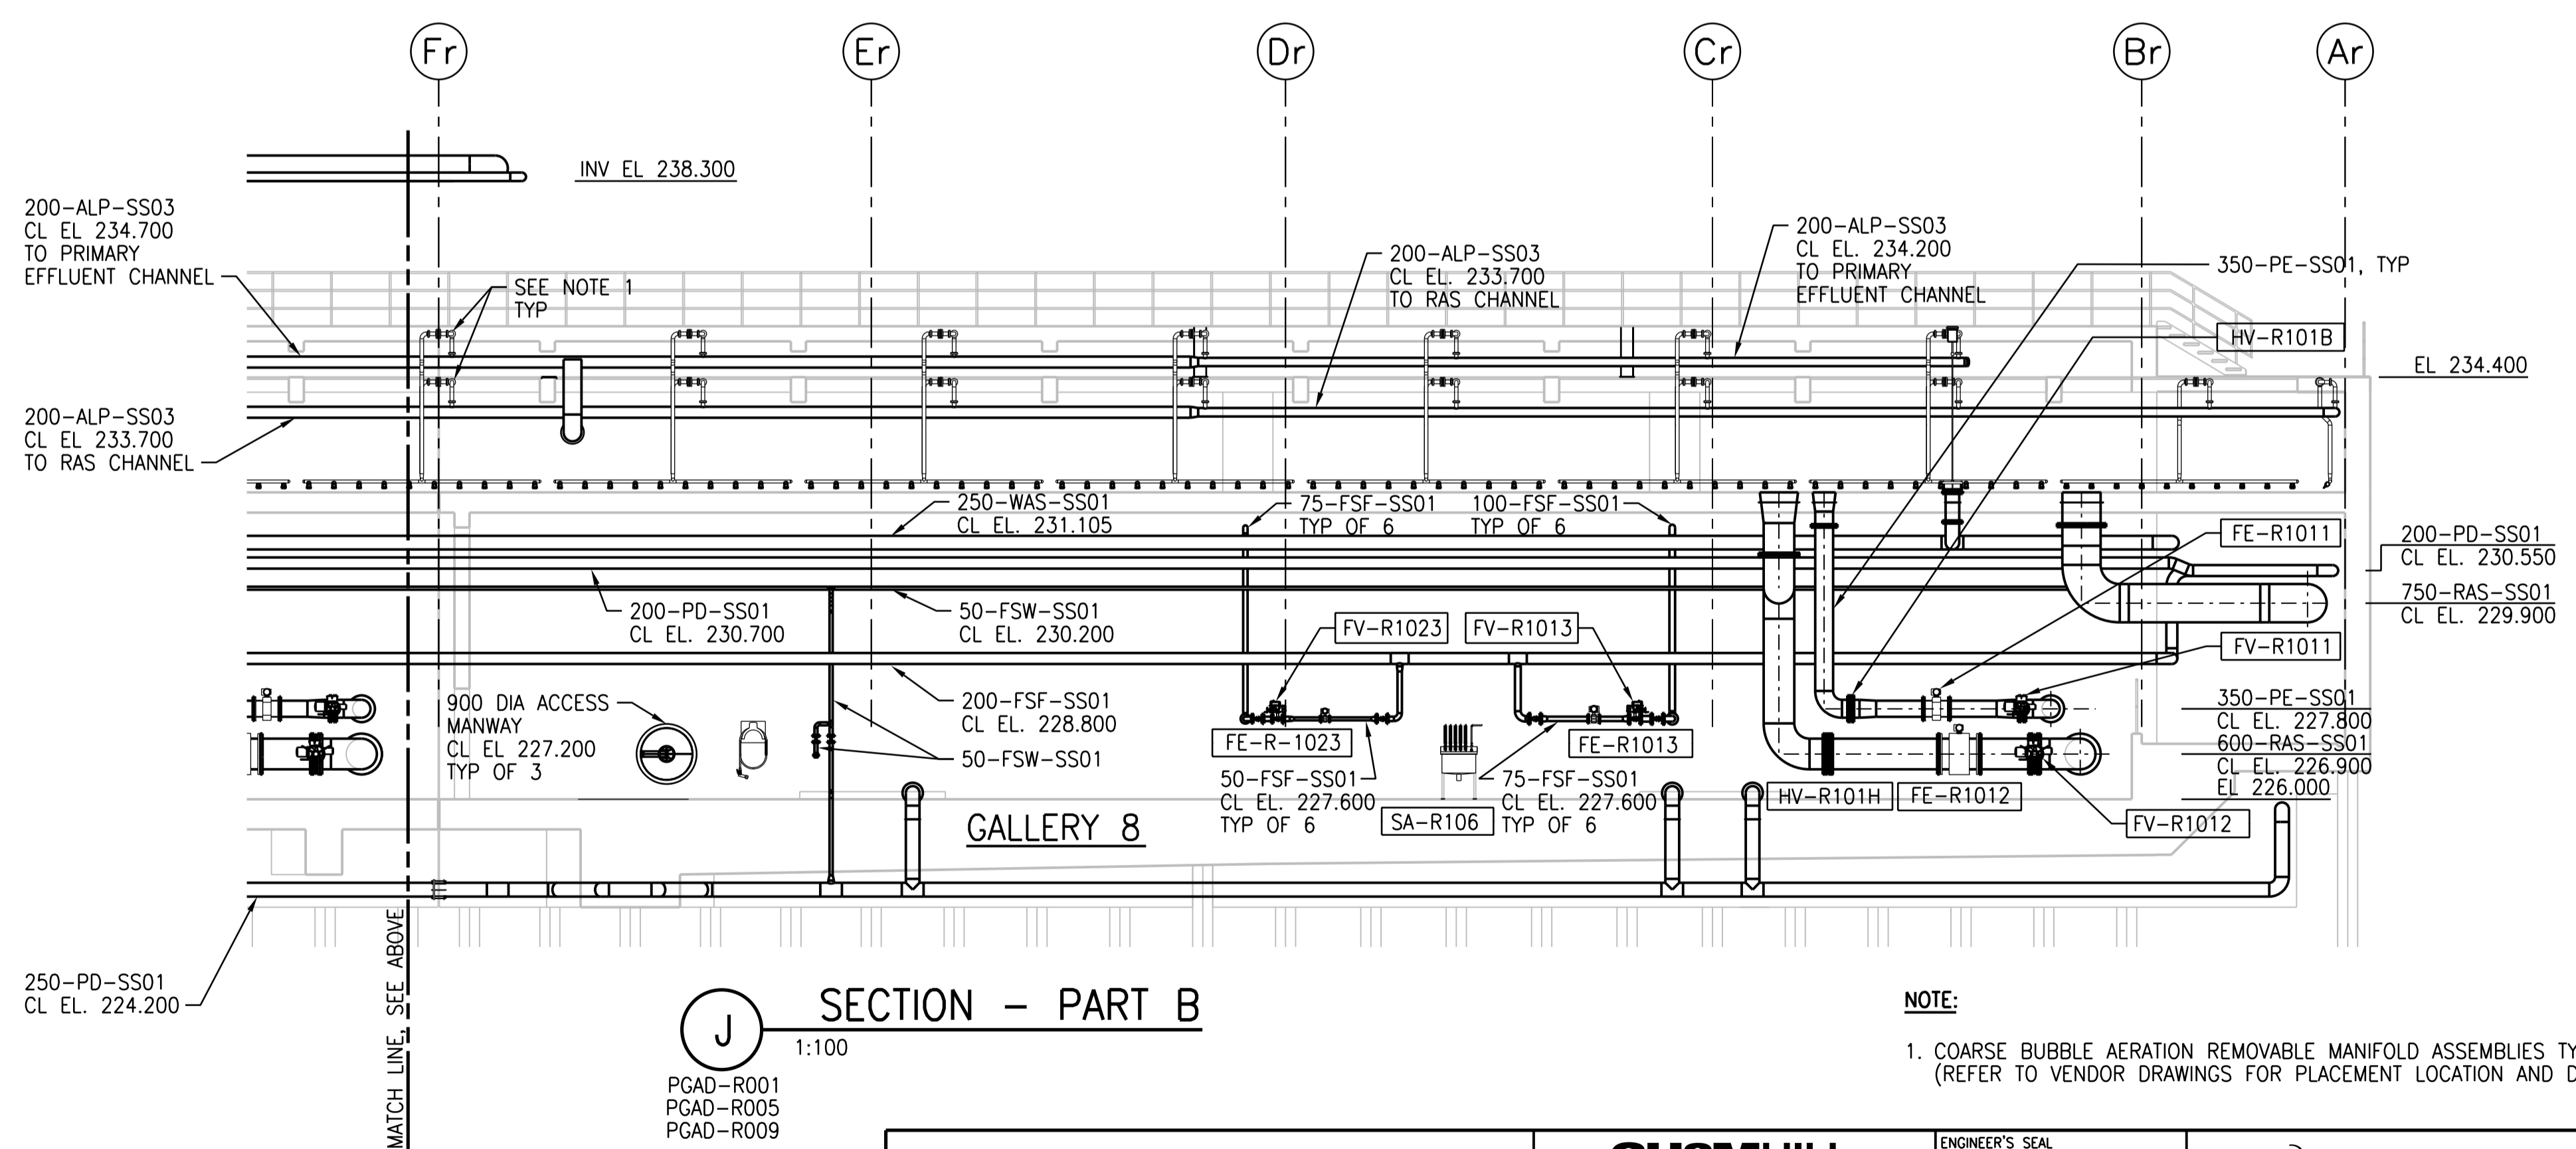 Fr
Er
Dr
Cr
Br
Ar
INV EL 238.300
200-ALP-SS03
CL EL 234.700
TO PRIMARY
EFFLUENT CHANNEL
SEE NOTE 1
TYP
200-ALP-SS03
CL EL. 233.700
TO RAS CHANNEL
200-ALP-SS03
CL EL. 234.200
TO PRIMARY
EFFLUENT CHANNEL
350-PE-SS01, TYP
HV-R101B
EL 234.400
200-ALP-SS03
CL EL 233.700
TO RAS CHANNEL
250-WAS-SS01
CL EL. 231.105
75-FSF-SS01
TYP OF 6
100-FSF-SS01
TYP OF 6
FE-R1011
200-PD-SS01
CL EL. 230.550
750-RAS-SS01
CL EL. 229.900
200-PD-SS01
CL EL. 230.700
50-FSW-SS01
CL EL. 230.200
FV-R1023
FV-R1013
FV-R1011
900 DIA ACCESS
MANWAY
CL EL 227.200
TYP OF 3
200-FSF-SS01
CL EL. 228.800
50-FSW-SS01
FE-R-1023
FE-R1013
350-PE-SS01
CL EL. 227.800
600-RAS-SS01
CL EL. 226.900
EL 226.000
50-FSF-SS01
CL EL. 227.600
TYP OF 6
SA-R106
75-FSF-SS01
CL EL. 227.600
TYP OF 6
HV-R101H
FE-R1012
FV-R1012
GALLERY 8
250-PD-SS01
CL EL. 224.200
MATCH LINE, SEE ABOVE
J
SECTION - PART B
1:100
PGAD-R001
PGAD-R005
PGAD-R009
NOTE:
1. COARSE BUBBLE AERATION REMOVABLE MANIFOLD ASSEMBLIES
(REFER TO VENDOR DRAWINGS FOR PLACEMENT LOCATION AND
ENGINEER'S SEAL